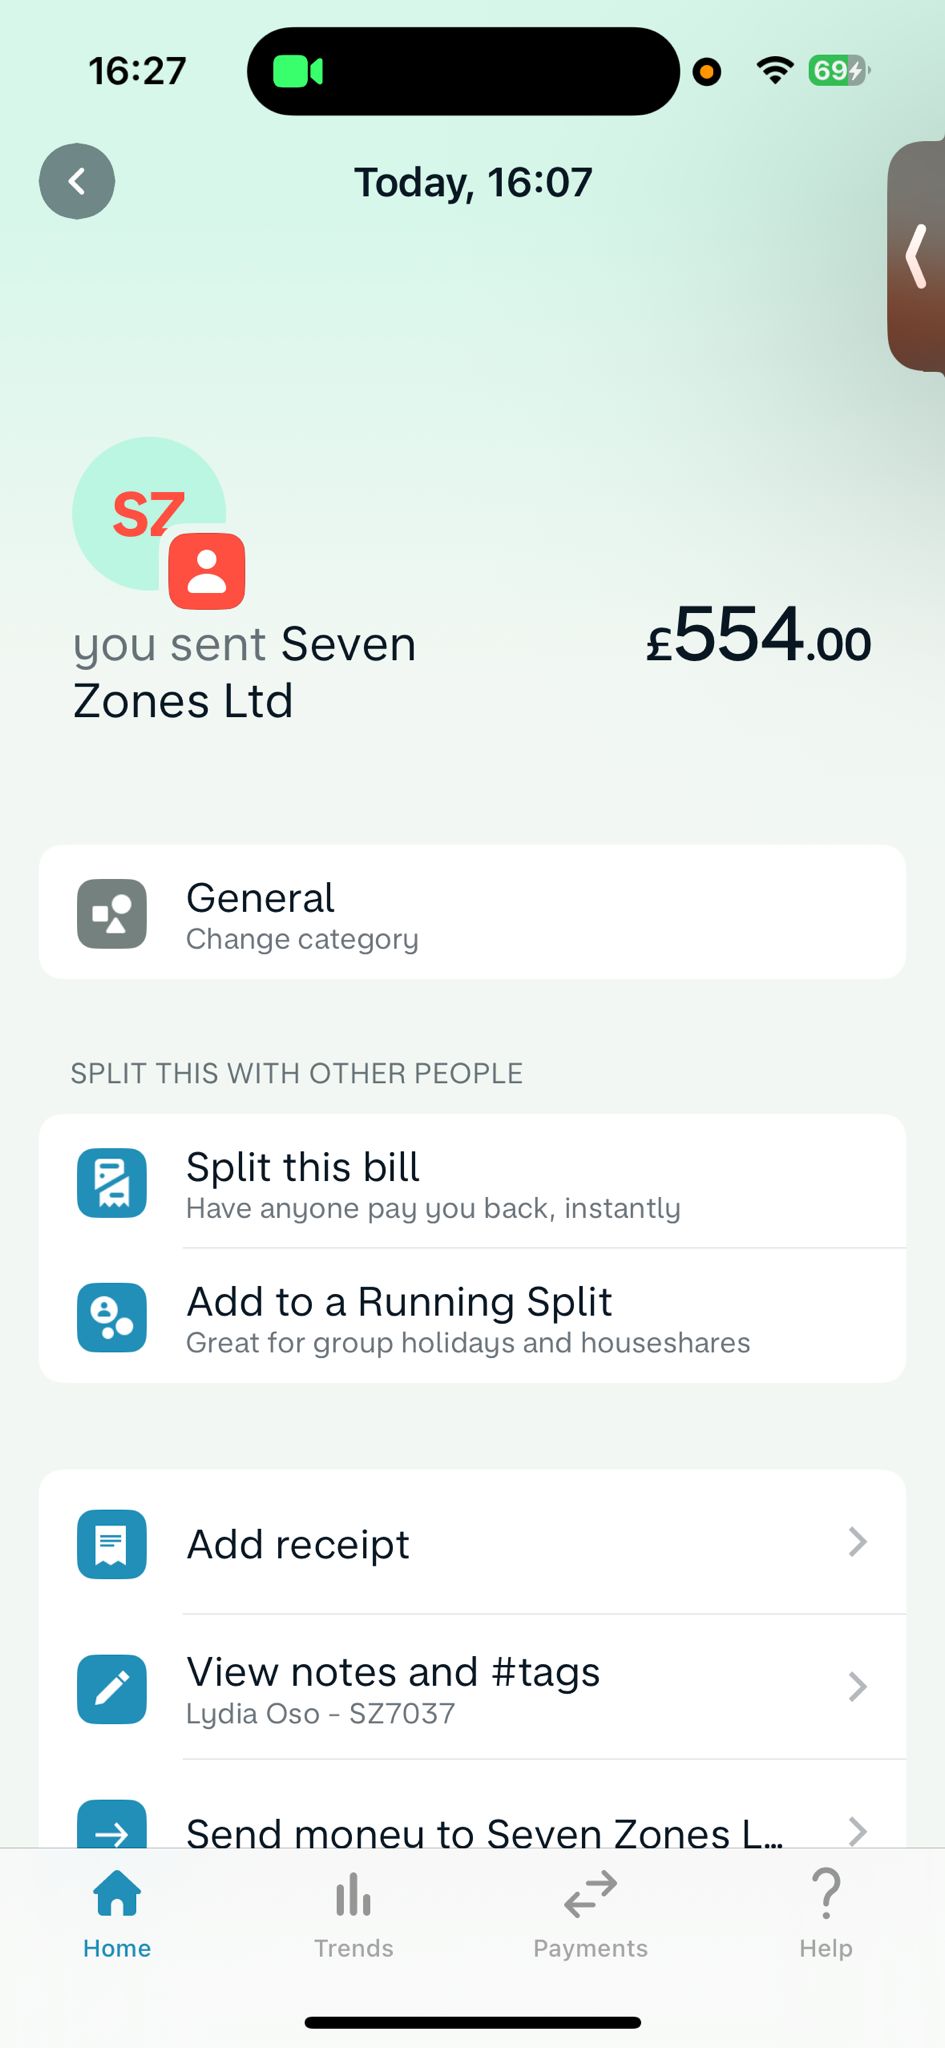 16:27
69
Today, 16:07
SZ
you sent Seven
Zones Ltd
£554.00
General
Change category
SPLIT THIS WITH OTHER PEOPLE
Split this bill
Have anyone pay you back, instantly
Add to a Running Split
Great for group holidays and houseshares
Add receipt
View notes and #tags
Lydia Oso - SZ7037
Send money to Seven Zones L...
Home
Trends
Payments
Help